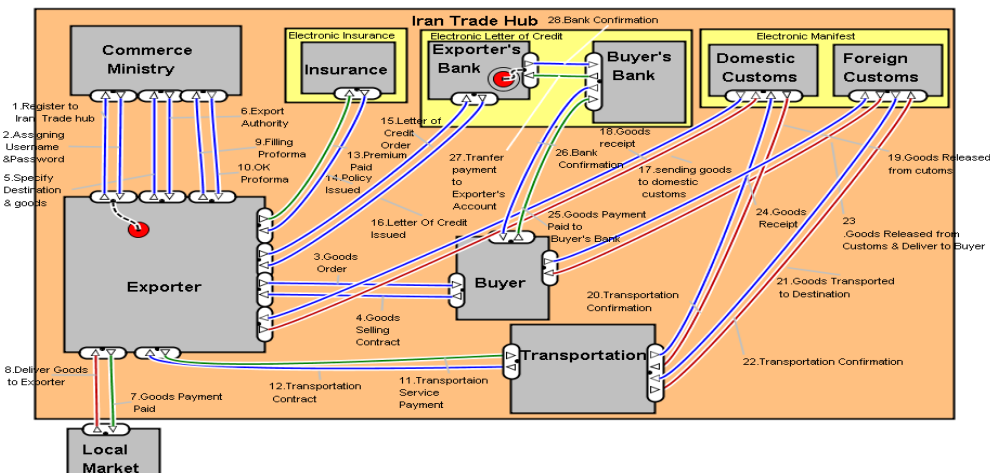 Iran Trade Hub
28.Bank Confirmation
Commerce
Ministry
Electronic Insurance
Insurance
Electronic Letter of Credit
Exporter's
Bank
Buyer's
Bank
Electronic Manifest
Domestic
Customs
Foreign
Customs
1.Register to
Iran Trade hub
2.Assigning
Username
&Password
5.Specify
Destination
& goods
6.Export
Authority
9.Filling
Proforma
10.OK
Proforma
15.Letter of
Credit
Order
13.Premium
Paid
14.Policy
Issued
16.Letter Of Credit
Issued
27.Tranfer
payment
to
Exporter's
Account
18.Goods
receipt
26.Bank
Confirmation
17.sending goods
to domestic
customs
19.Goods Released
from cutoms
25.Goods Payment
Paid to
Buyer's Bank
24.Goods
Receipt
23
.Goods Released from
Customs & Deliver to Buyer
3.Goods
Order
Exporter
Buyer
21.Goods Transported
to Destination
20.Transportation
Confirmation
4.Goods
Selling
Contract
Transportation
22.Transportation Confirmation
8.Deliver Goods
to Exporter
12.Transportation
Contract
11.Transportaion
Service
Payment
7.Goods Payment
Paid
Local
Market